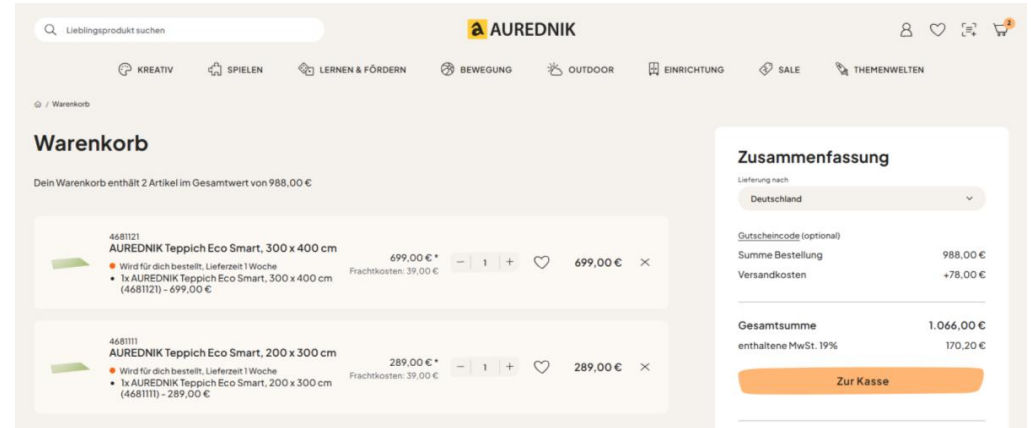 Lieblingsprodukt suchen
a AUREDNIK
2
KREATIV SPIELEN LERNEN & FÖRDERN BEWEGUNG OUTDOOR EINRICHTUNG SALE THEMENWELTEN
/ Warenkorb
Warenkorb
Dein Warenkorb enthält 2 Artikel im Gesamtwert von 988,00 €
4681121
AUREDNIK Teppich Eco Smart, 300 x 400 cm
Wird für dich bestellt, Lieferzeit 1 Woche
1x AUREDNIK Teppich Eco Smart, 300 x 400 cm
(4681121) - 699,00 €
699,00 € *
Frachtkosten: 39,00 €
− 1 +
699,00 €
4681111
AUREDNIK Teppich Eco Smart, 200 x 300 cm
Wird für dich bestellt, Lieferzeit 1 Woche
1x AUREDNIK Teppich Eco Smart, 200 x 300 cm
(4681111) - 289,00 €
289,00 € *
Frachtkosten: 39,00 €
− 1 +
289,00 €
Zusammenfassung
Lieferung nach
Deutschland
Gutscheincode (optional)
Summe Bestellung 988,00 €
Versandkosten +78,00 €
Gesamtsumme 1.066,00 €
enthaltene MwSt. 19% 170,20 €
Zur Kasse